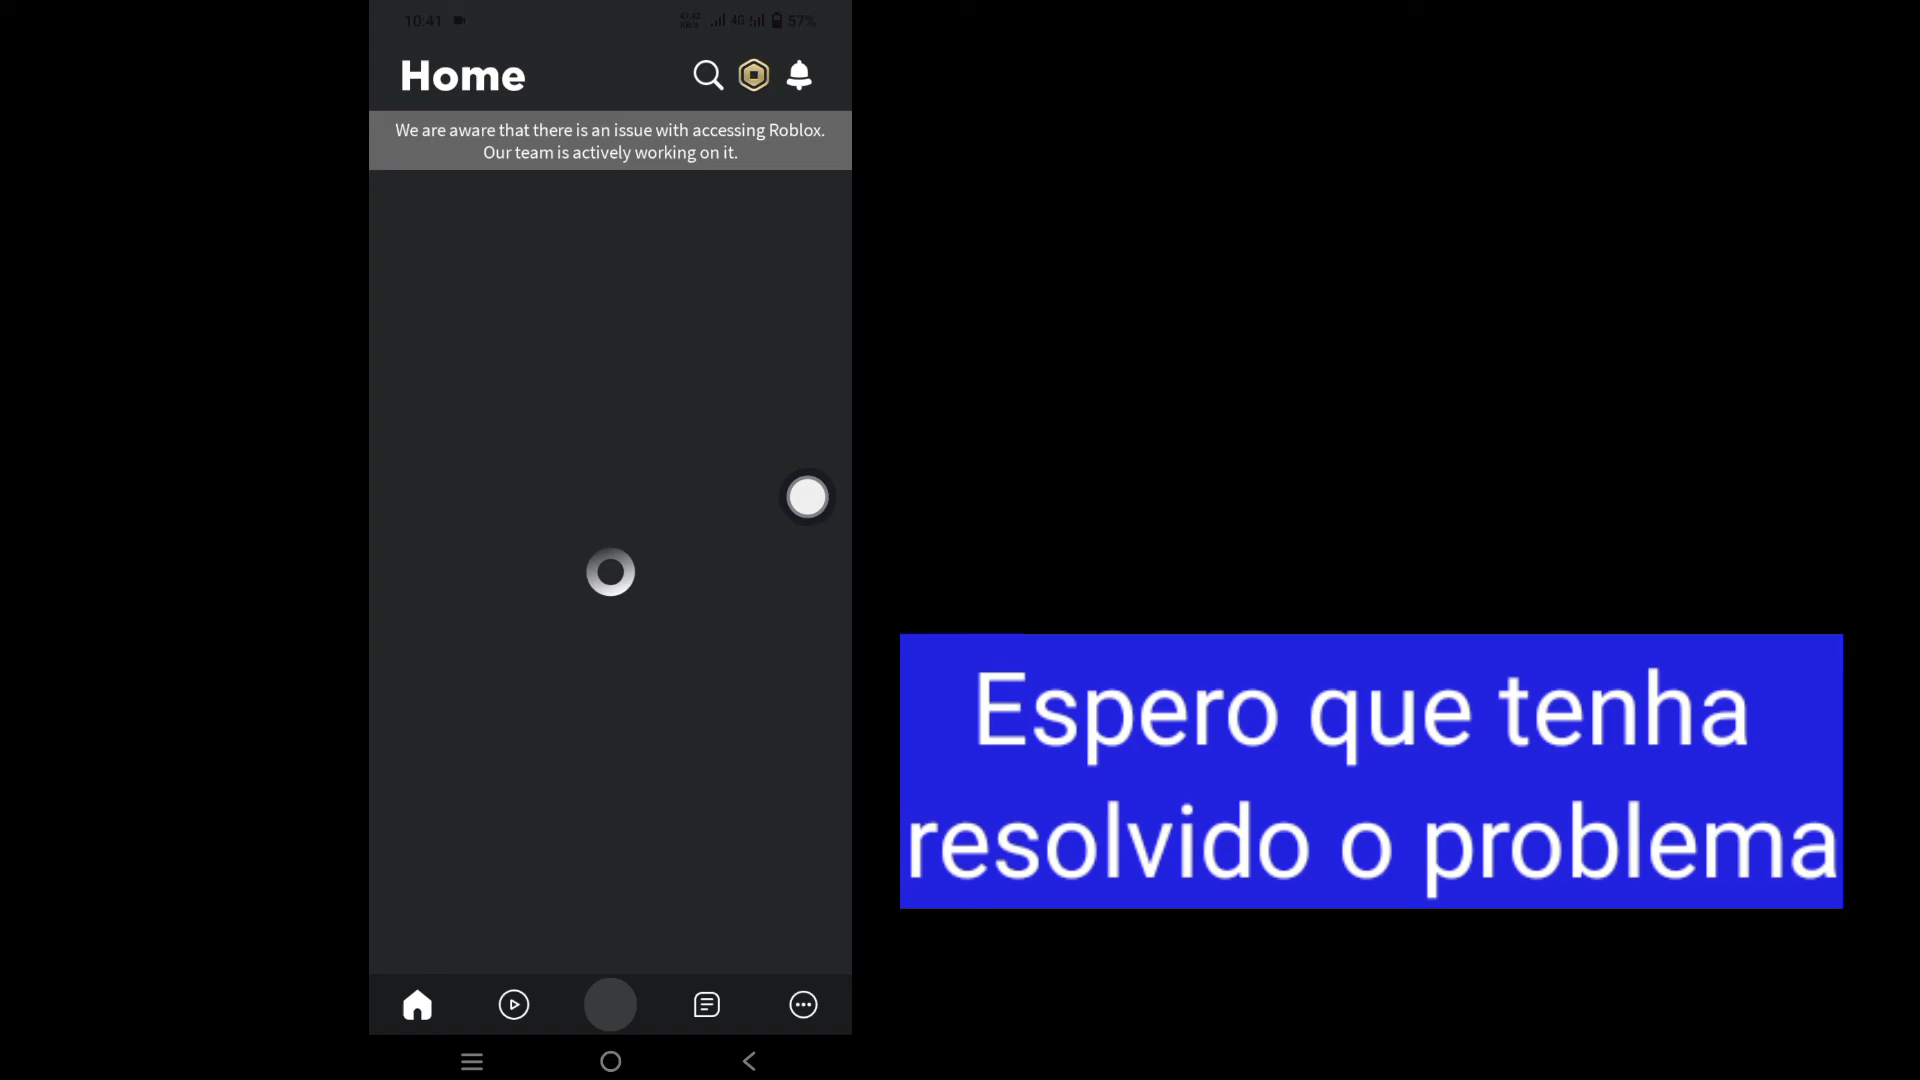 10:41
4G 57%
Home
We are aware that there is an issue with accessing Roblox.
Our team is actively working on it.
Espero que tenha
resolvido o problema